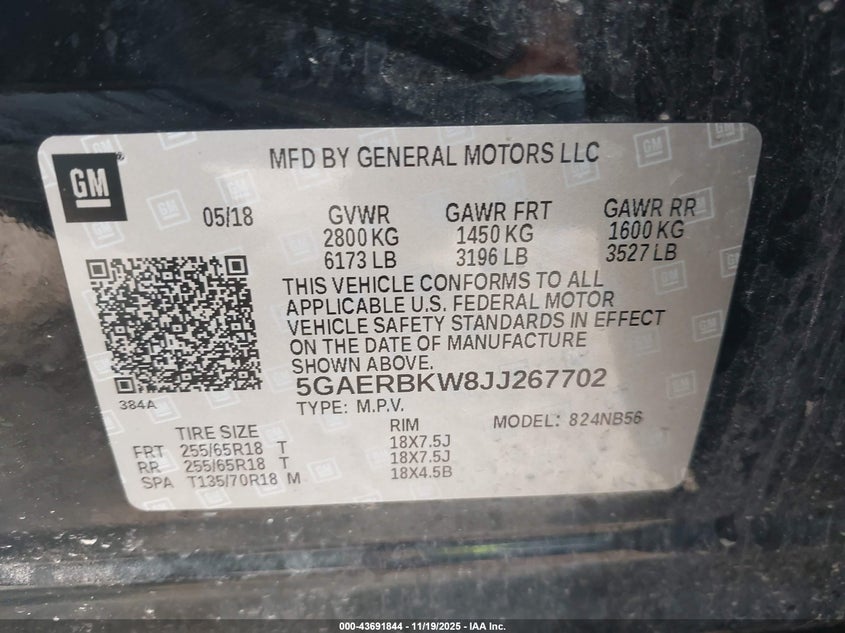 GM
MFD BY GENERAL MOTORS LLC
05/18 GVWR GAWR FRT GAWR RR
2800 KG 1450 KG 1600 KG
6173 LB 3196 LB 3527 LB
THIS VEHICLE CONFORMS TO ALL
APPLICABLE U.S. FEDERAL MOTOR
VEHICLE SAFETY STANDARDS IN EFFECT
ON THE DATE OF MANUFACTURE
SHOWN ABOVE.
5GAERBKW8JJ267702
384A
TYPE: M.P.V.
TIRE SIZE RIM MODEL: 824NB56
FRT 255/65R18 T 18X7.5J
RR 255/65R18 T 18X7.5J
SPA T135/70R18 M 18X4.5B
000-43691844 - 11/19/2025 - IAA Inc.